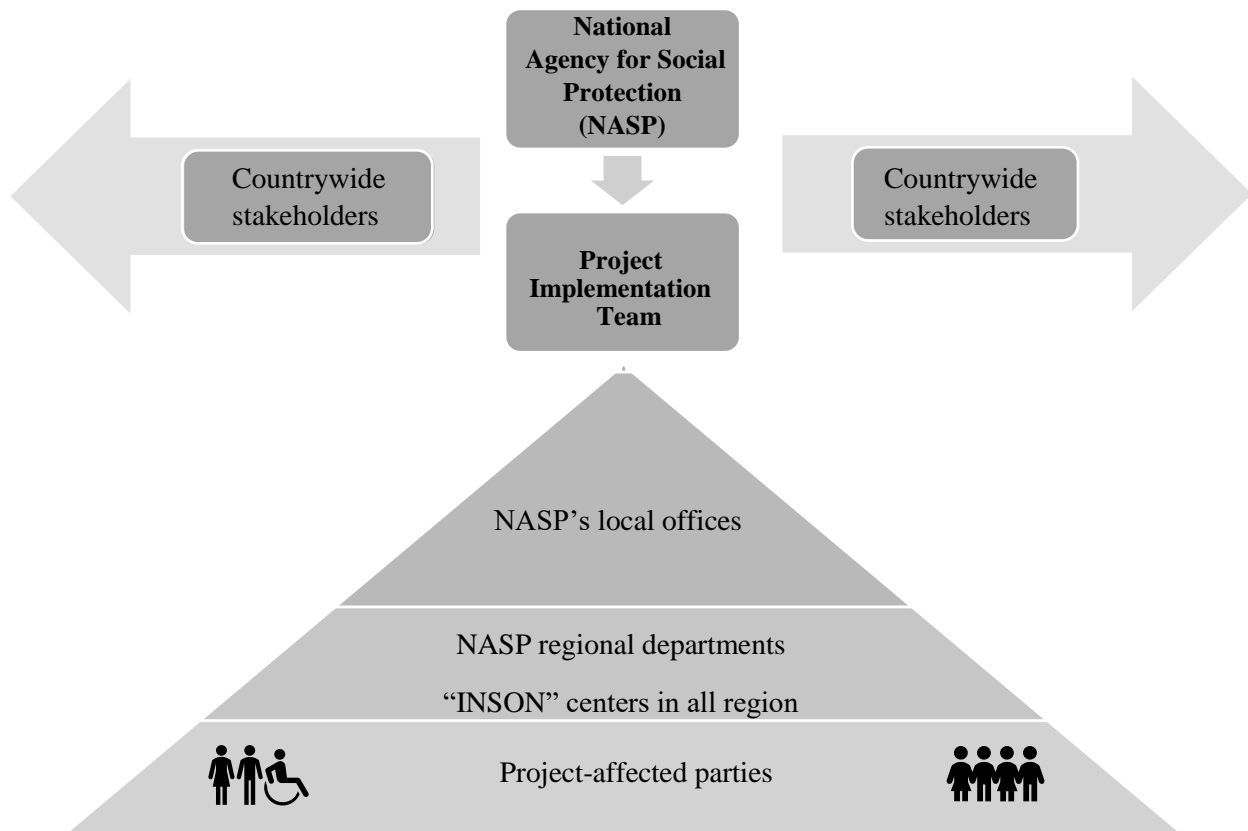 National
Agency for Social
Protection
(NASP)
Countrywide
stakeholders
Countrywide
stakeholders
Project
Implementation
Team
NASP’s local offices
NASP regional departments
“INSON” centers in all region
Project-affected parties